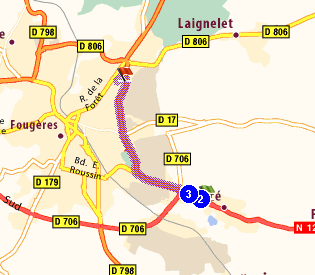 Laignelet
D 798
D 806
D 806
D 806
R. de la
Forêt
D 17
Fougères
D 706
Bd. E.
Roussin
D 179
3
2
cé
Sud
D 706
D 706
N 12
D 798